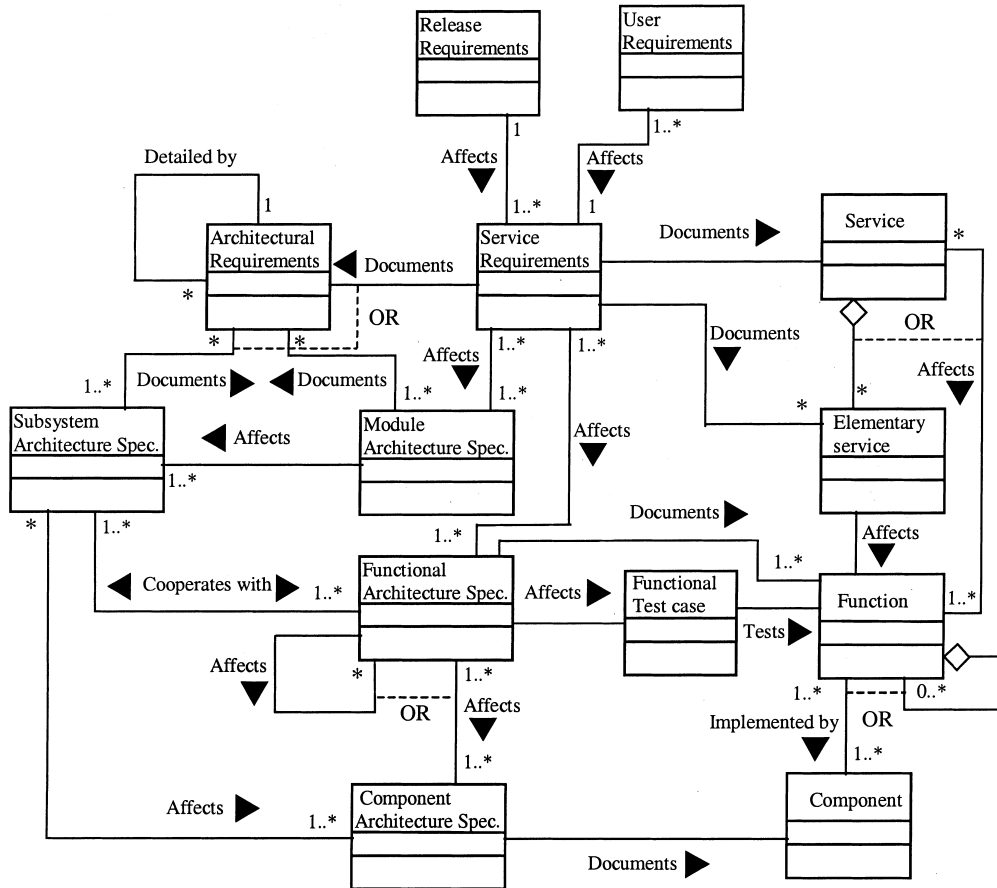 Release
Requirements
User
Requirements
1
1..*
Affects
Affects
Detailed by
1
1..*
1
Architectural
Requirements
Service
Requirements
Service
Documents
*
Documents
*
OR
OR
*
*
1..*
1..*
Documents
Affects
Affects
Documents
Documents
1..*
1..*
1..*
*
*
Subsystem
Architecture Spec.
Module
Architecture Spec.
Elementary
service
Affects
Affects
1..*
Documents
*
1..*
1..*
Affects
1..*
Functional
Architecture Spec.
Functional
Test case
Function
Cooperates with
1..*
Affects
1..*
Tests
Affects
*
1..*
1..*
0..*
OR
Affects
Implemented by
OR
1..*
1..*
Component
Architecture Spec.
Component
Affects
1..*
Documents